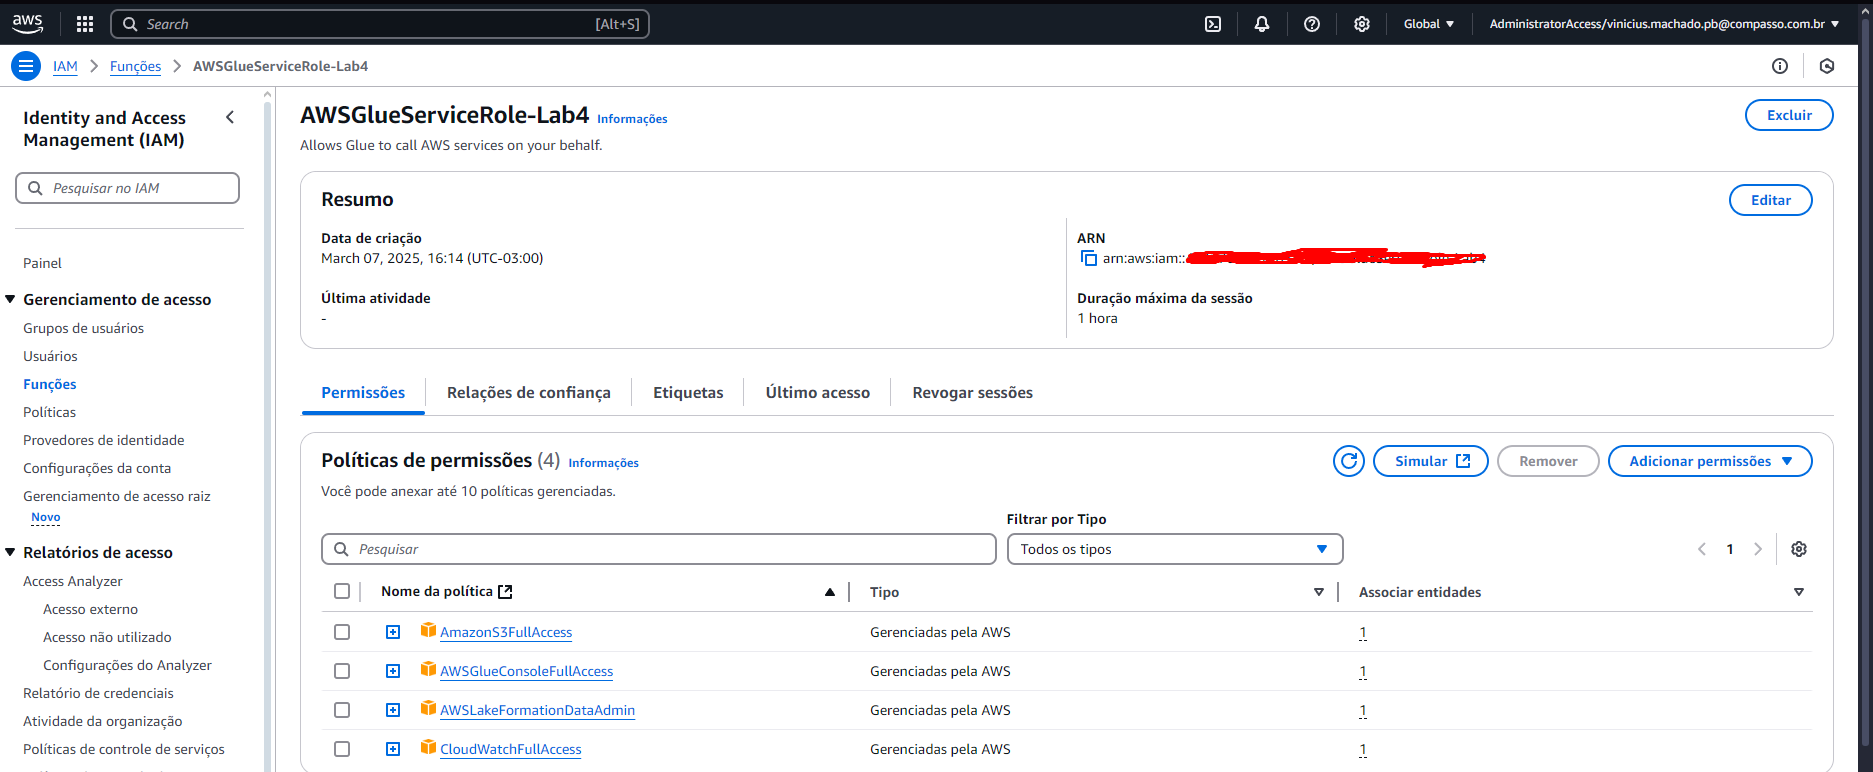 aws
Search [Alt+S]
Global
AdministratorAccess/vinicius.machado.pb@compasso.com.br
IAM
Funções
AWSGlueServiceRole-Lab4
Identity and Access
Management (IAM)
Pesquisar no IAM
Painel
Gerenciamento de acesso
Grupos de usuários
Usuários
Funções
Políticas
Provedores de identidade
Configurações da conta
Gerenciamento de acesso raiz
Novo
Relatórios de acesso
Access Analyzer
Acesso externo
Acesso não utilizado
Configurações do Analyzer
Relatório de credenciais
Atividade da organização
Políticas de controle de serviços
AWSGlueServiceRole-Lab4 Informações
Excluir
Allows Glue to call AWS services on your behalf.
Resumo
Editar
Data de criação
March 07, 2025, 16:14 (UTC-03:00)
ARN
arn:aws:iam::
Última atividade
-
Duração máxima da sessão
1 hora
Permissões
Relações de confiança
Etiquetas
Último acesso
Revogar sessões
Políticas de permissões (4) Informações
Simular
Remover
Adicionar permissões
Você pode anexar até 10 políticas gerenciadas.
Filtrar por Tipo
Pesquisar
Todos os tipos
1
Nome da política
Tipo
Associar entidades
AmazonS3FullAccess Gerenciadas pela AWS 1
AWSGlueConsoleFullAccess Gerenciadas pela AWS 1
AWSLakeFormationDataAdmin Gerenciadas pela AWS 1
CloudWatchFullAccess Gerenciadas pela AWS 1